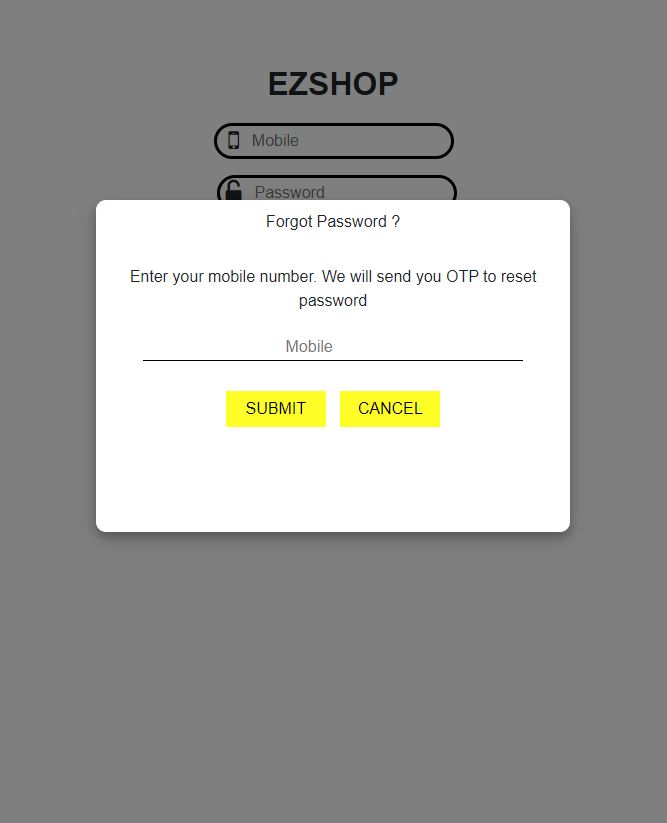 EZSHOP
Mobile
Password
Forgot Password ?
Enter your mobile number. We will send you OTP to reset
password
Mobile
SUBMIT
CANCEL